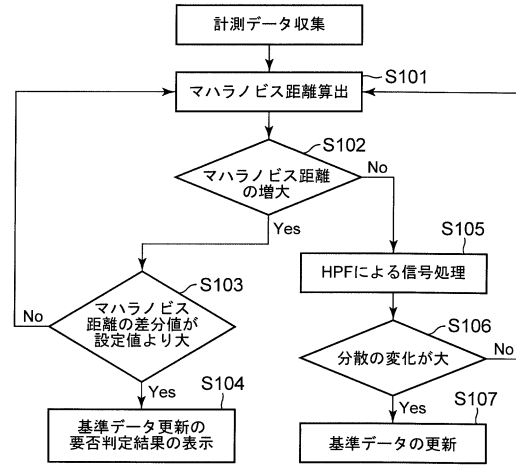 計測データ収集
S101
マハラノビス距離算出
S102
マハラノビス距離
の増大
No
Yes
S105
HPFによる信号処理
S103
マハラノビス
距離の差分値が
設定値より大
No
Yes
S106
分散の変化が大
No
Yes
S104
基準データ更新の
要否判定結果の表示
S107
基準データの更新